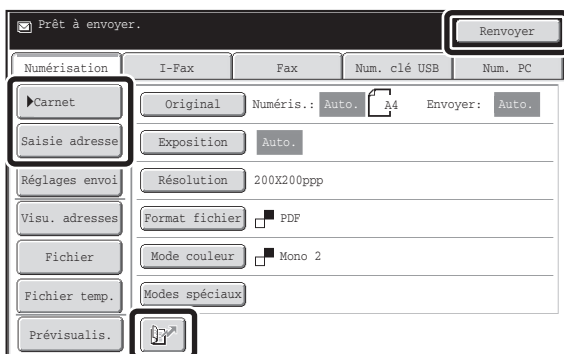 Prêt à envoyer.
Renvoyer
Numérisation I-Fax Fax Num. clé USB Num. PC
Carnet Original Numéris.: Auto. A4 Envoyer: Auto.
Saisie adresse Exposition Auto.
Réglages envoi Résolution 200X200ppp
Visu. adresses Format fichier PDF
Fichier Mode couleur Mono 2
Fichier temp. Modes spéciaux
Prévisualis.